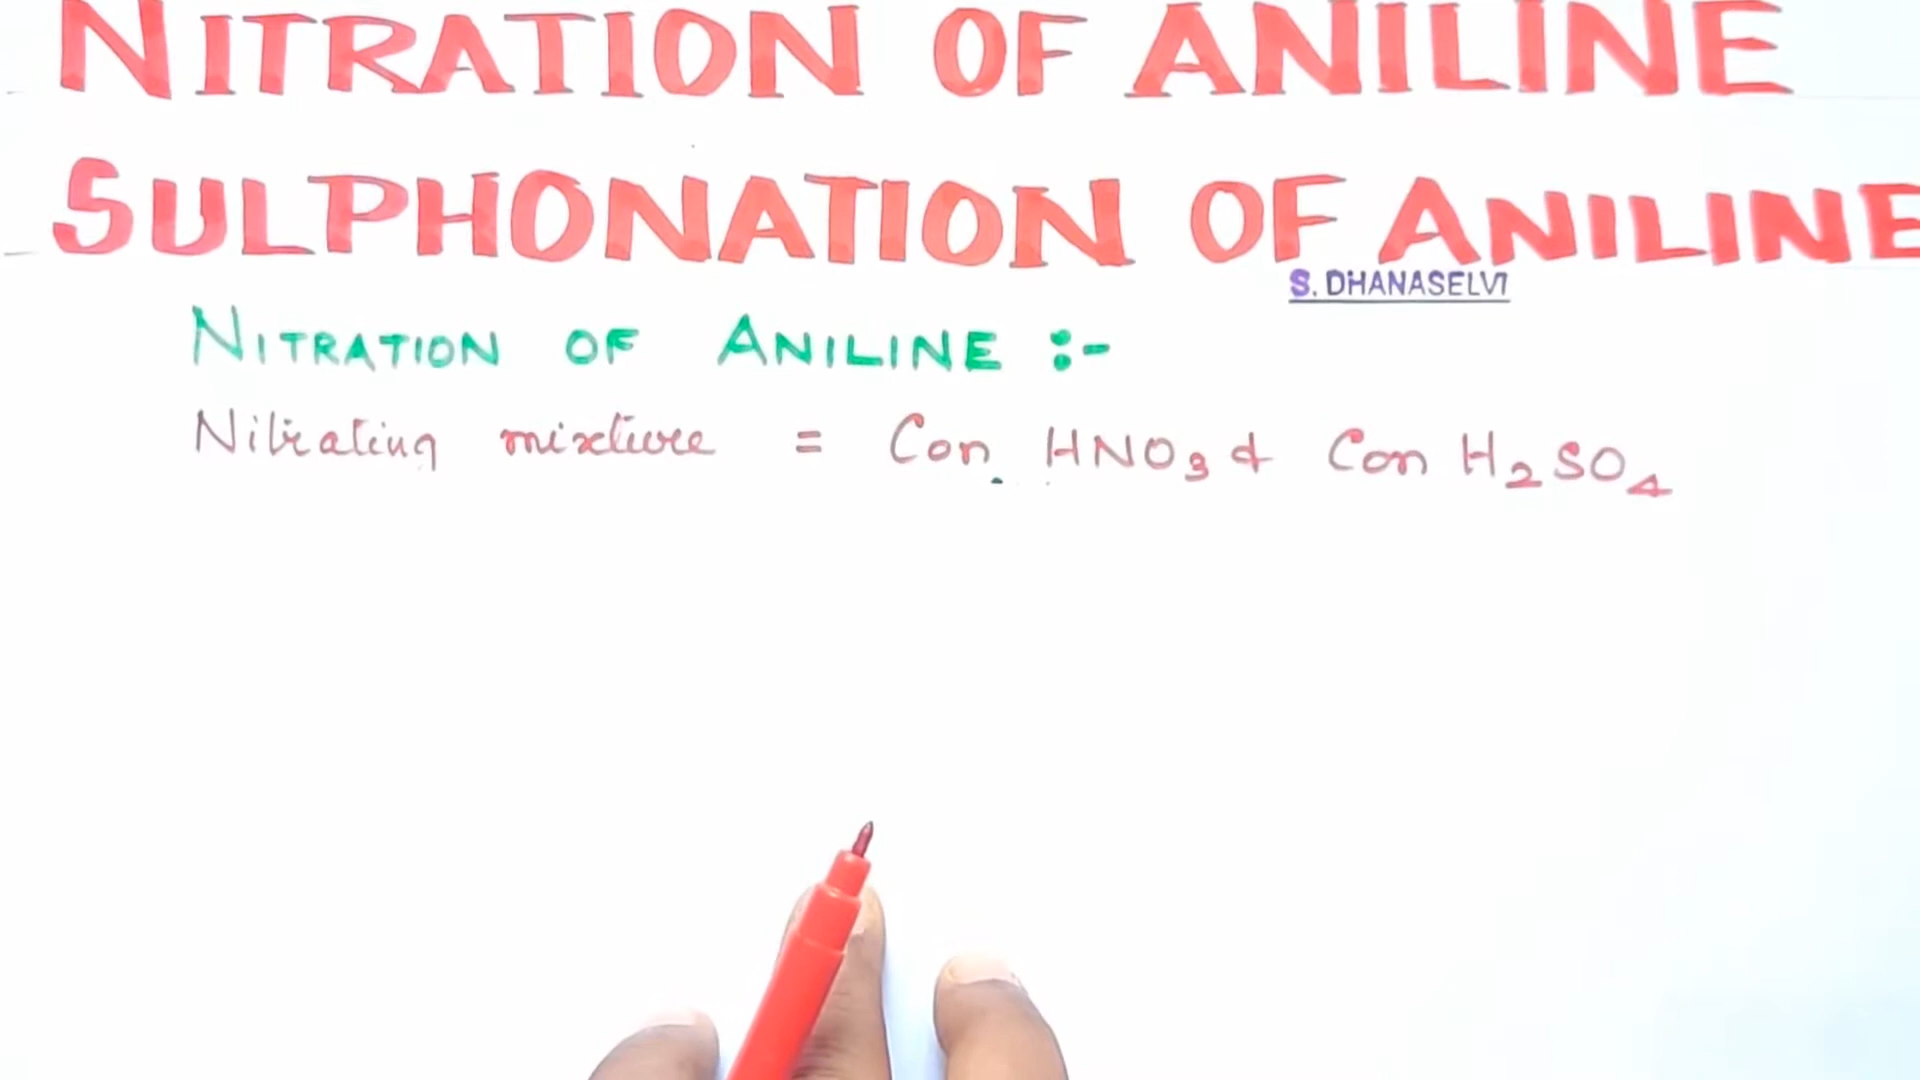 NITRATION OF ANILINE
SULPHONATION OF ANILINE
S. DHANASELVI
NITRATION OF ANILINE :-
Nitrating mixture = Con. HNO3 & Con H2SO4